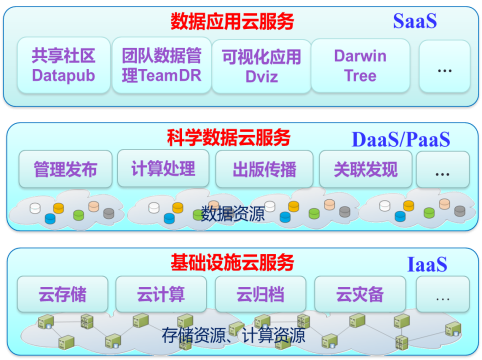 数据应用云服务 SaaS
共享社区 团队数据管 可视化应用 Darwin
Datapub 理TeamDR Dviz Tree ...
科学数据云服务 DaaS/PaaS
管理发布 计算处理 出版传播 关联发现 ...
数据资源
基础设施云服务 IaaS
云存储 云计算 云归档 云灾备 ...
存储资源、计算资源